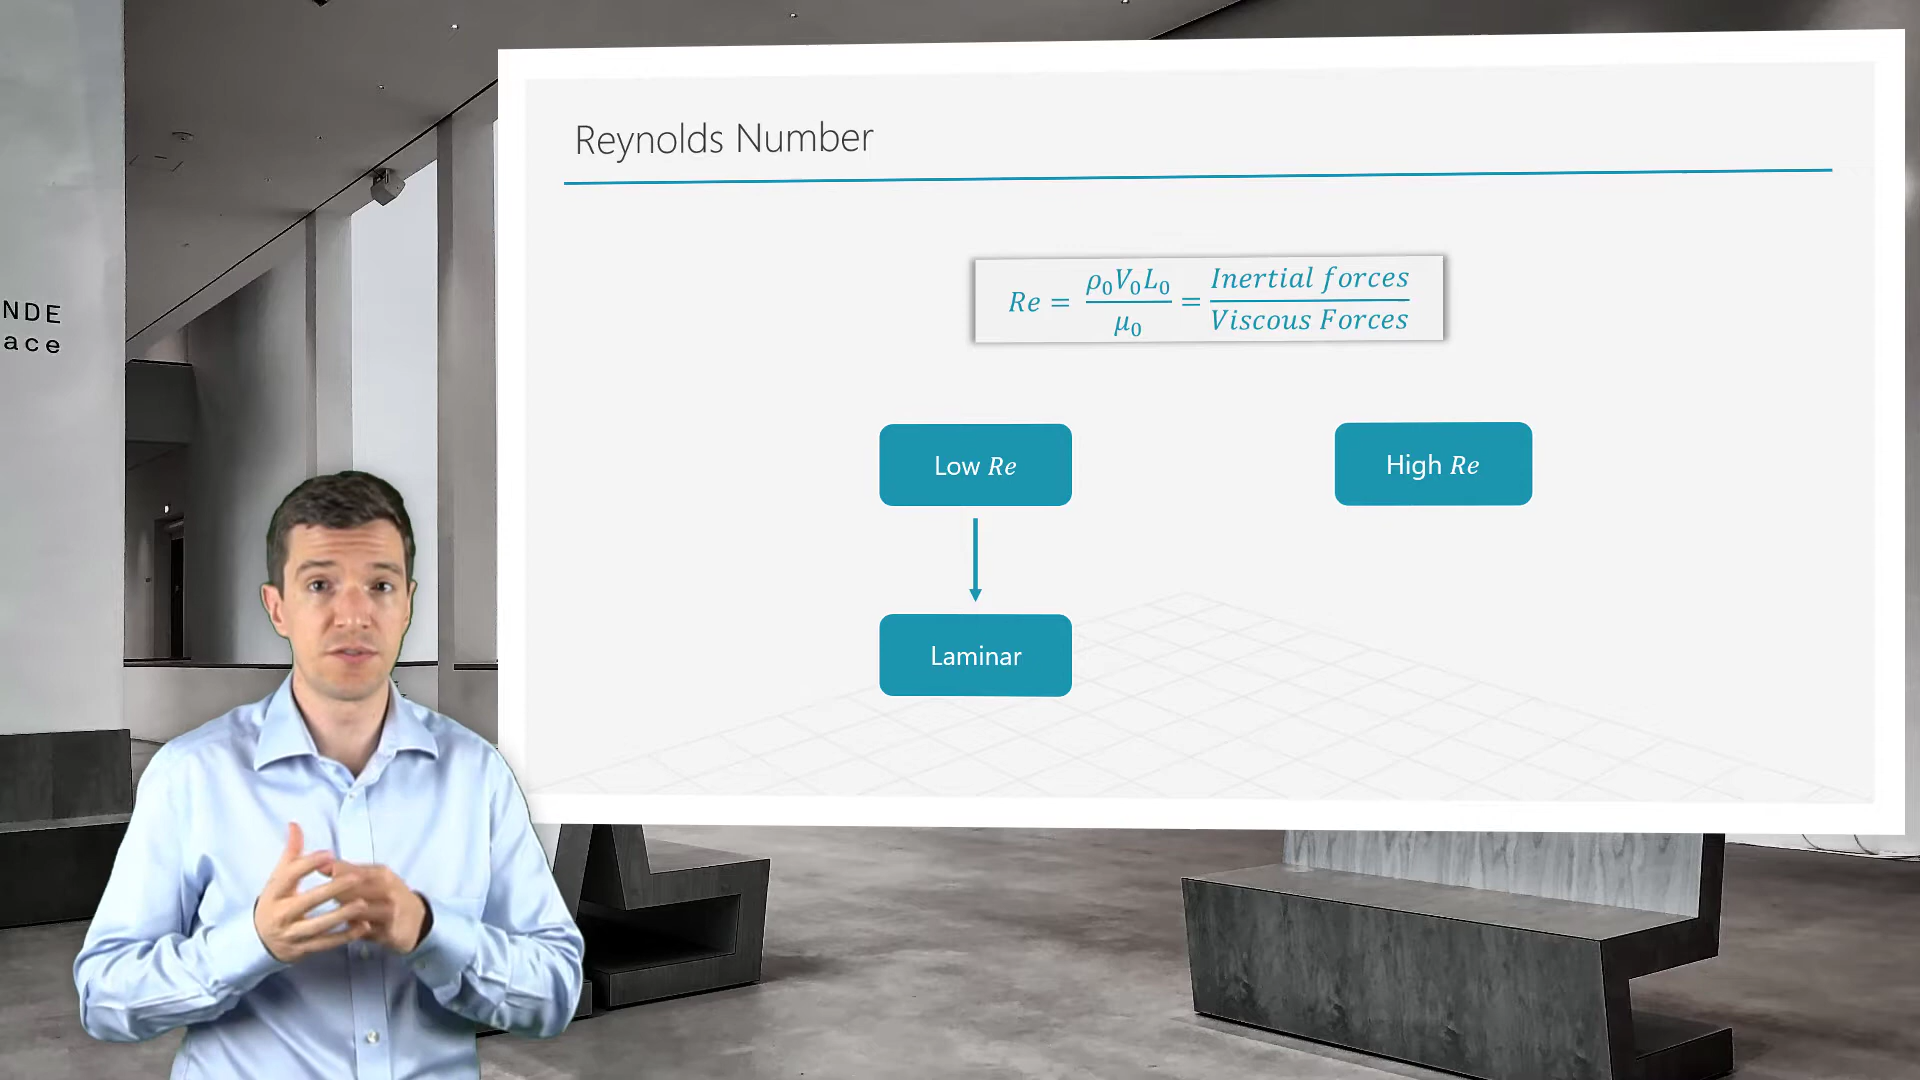 NDE
ace
Reynolds Number
Re = ρ₀V₀L₀ / μ₀ = Inertial forces / Viscous Forces
Low Re
High Re
Laminar